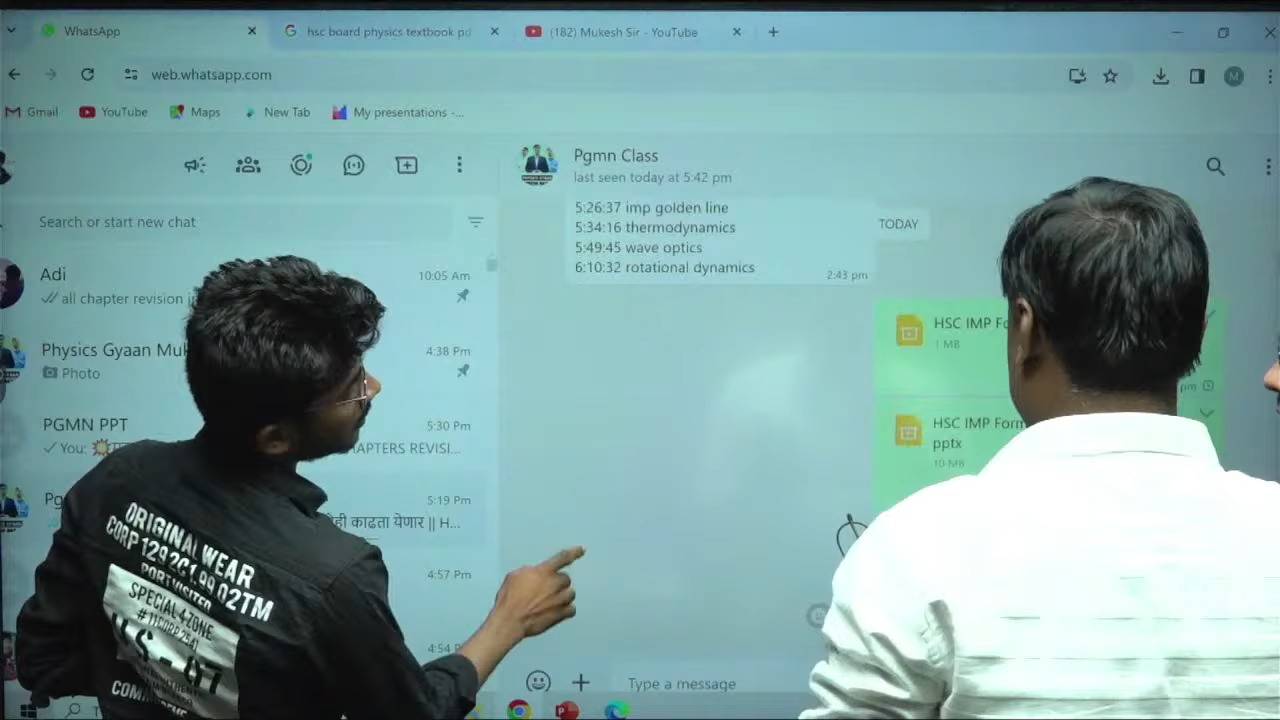 WhatsApp
hsc board physics textbook pd
(182) Mukesh Sir - YouTube
web.whatsapp.com
M
Gmail
YouTube
Maps
New Tab
My presentations -...
Pgmn Class
last seen today at 5:42 pm
Search or start new chat
5:26:37 imp golden line
5:34:16 thermodynamics
5:49:45 wave optics
6:10:32 rotational dynamics
2:43 pm
TODAY
Adi
10:05 Am
all chapter revision
Physics Gyaan Muk
4:38 Pm
Photo
PGMN PPT
5:30 Pm
You:
APTERS REVISI...
Pg
5:19 Pm
ही काढता येणार || H...
4:57 Pm
4:54
HSC IMP Fo
1 MB
pm
HSC IMP Form
pptx
10 MB
Type a message
ORIGINAL WEAR
SPECIAL 4 ZONE